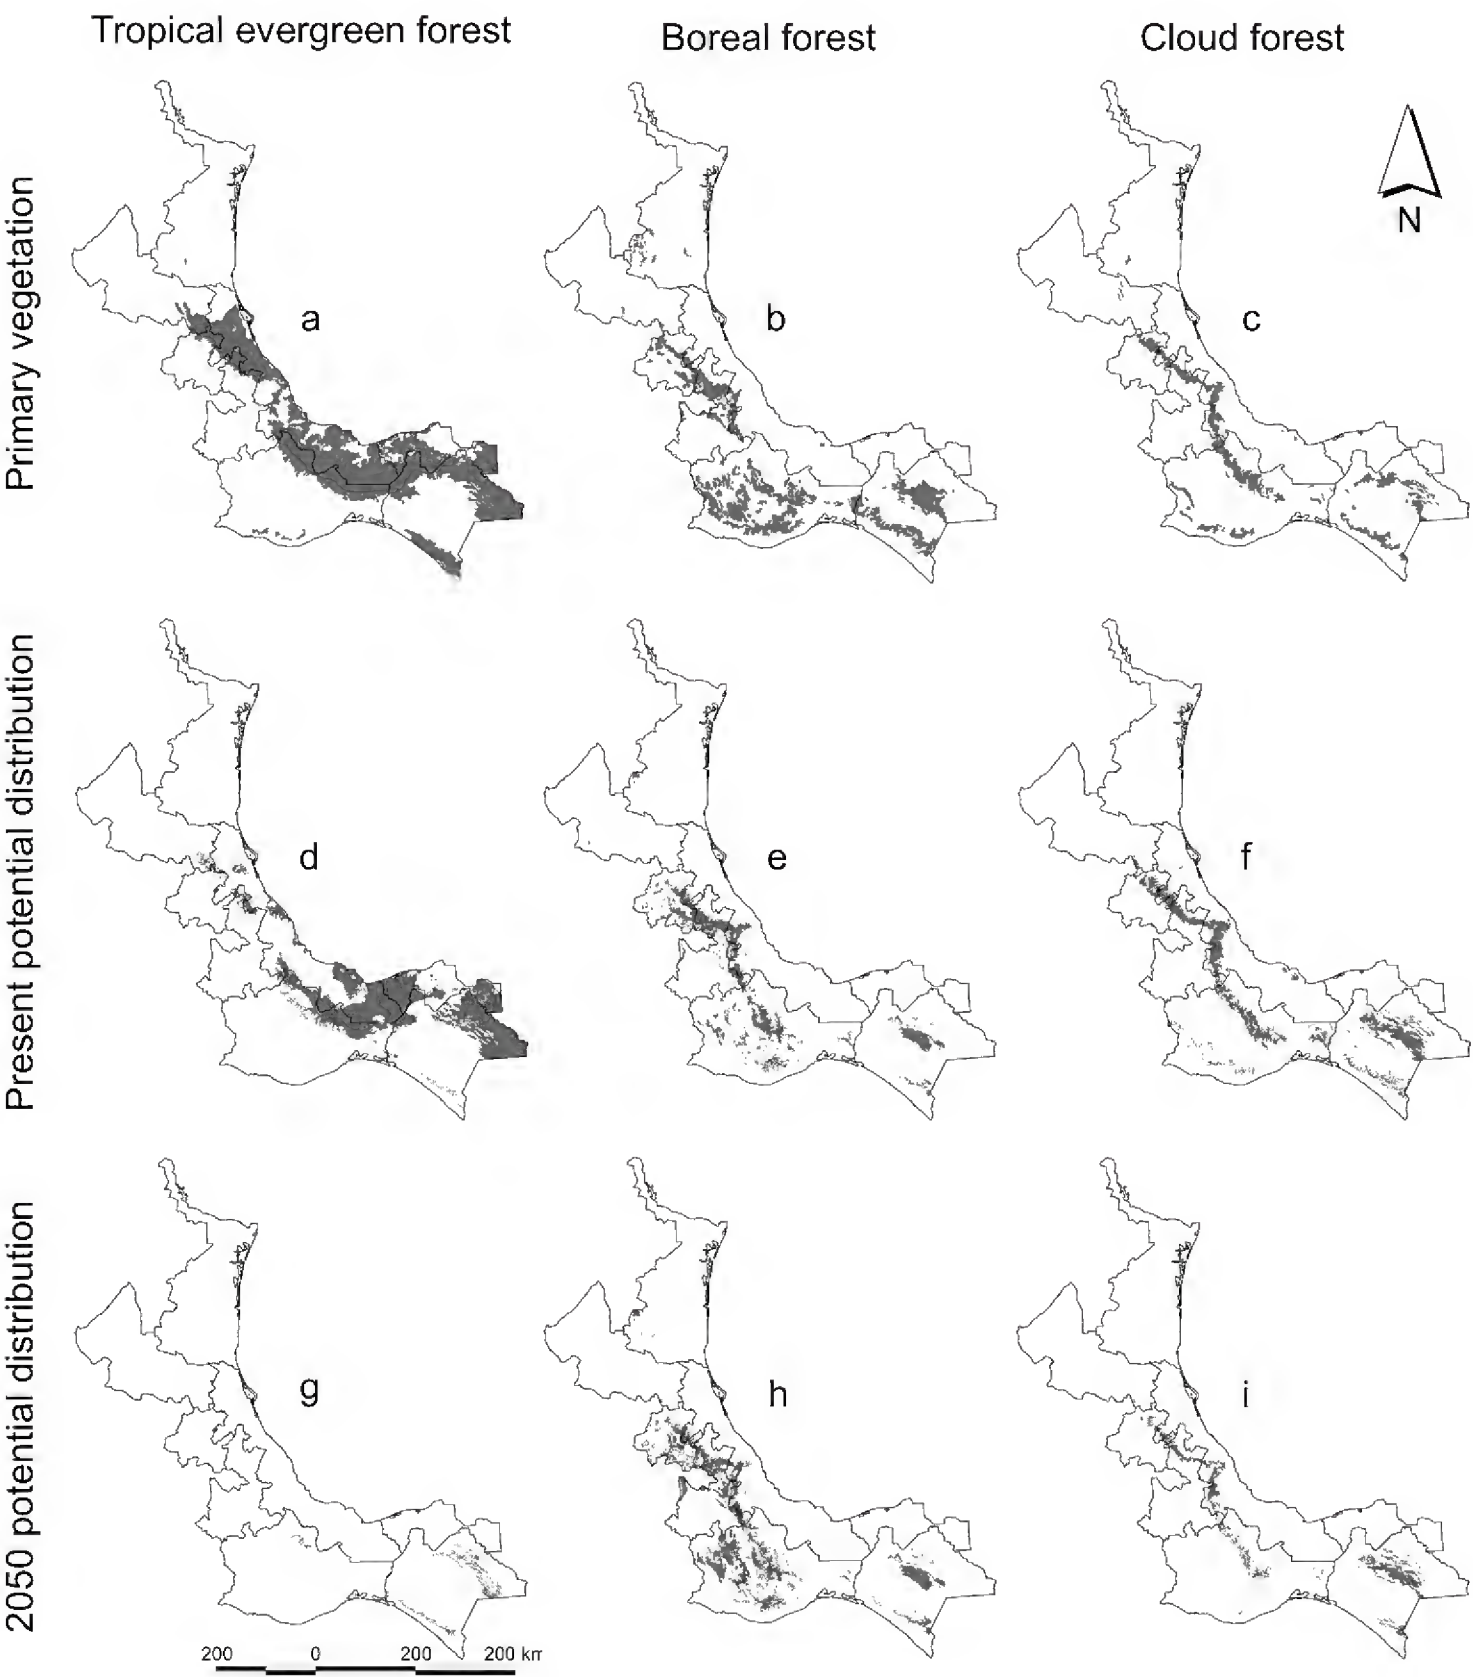 Tropical evergreen forest
Boreal forest
Cloud forest
N
Primary vegetation
a
b
c
Present potential distribution
d
e
f
2050 potential distribution
g
h
i
200 0 200 200 km